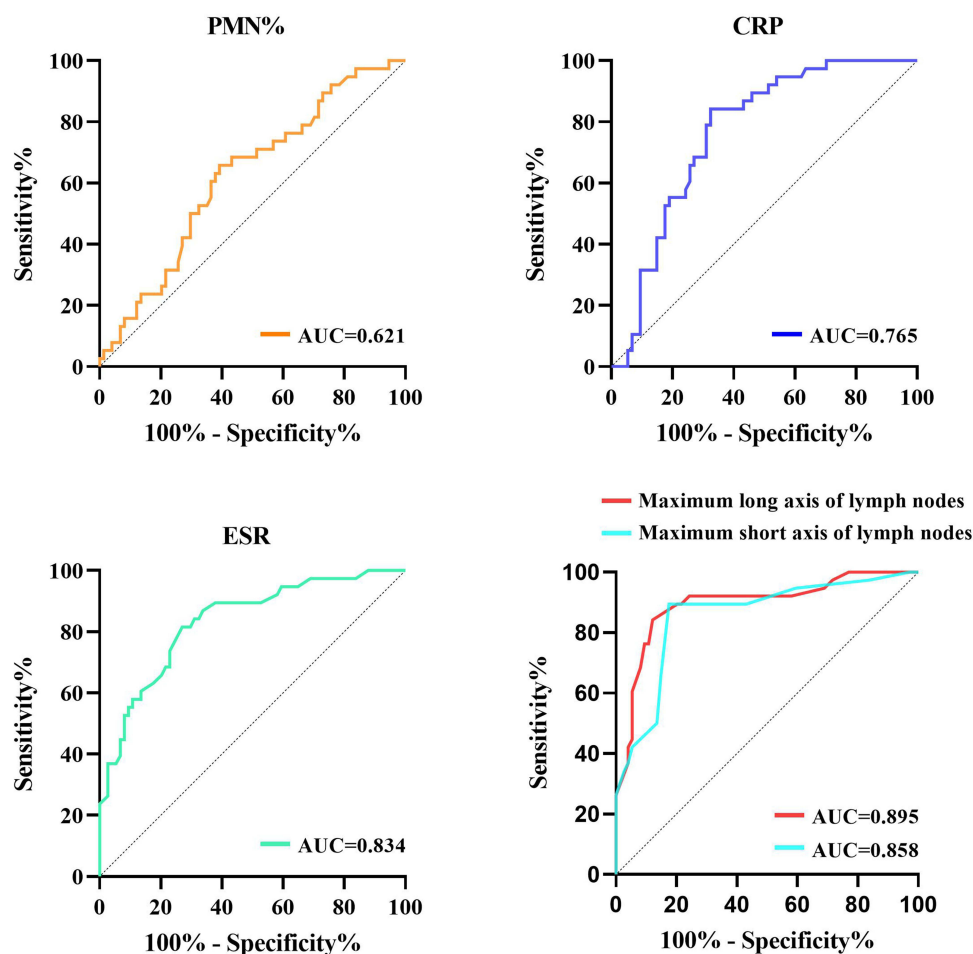 PMN%
100
80
60
40
20
0
Sensitivity%
AUC=0.621
0 20 40 60 80 100
100% - Specificity%
CRP
100
80
60
40
20
0
Sensitivity%
AUC=0.765
0 20 40 60 80 100
100% - Specificity%
ESR
100
80
60
40
20
0
Sensitivity%
AUC=0.834
0 20 40 60 80 100
100% - Specificity%
Maximum long axis of lymph nodes
Maximum short axis of lymph nodes
100
80
60
40
20
0
Sensitivity%
AUC=0.895
AUC=0.858
0 20 40 60 80 100
100% - Specificity%